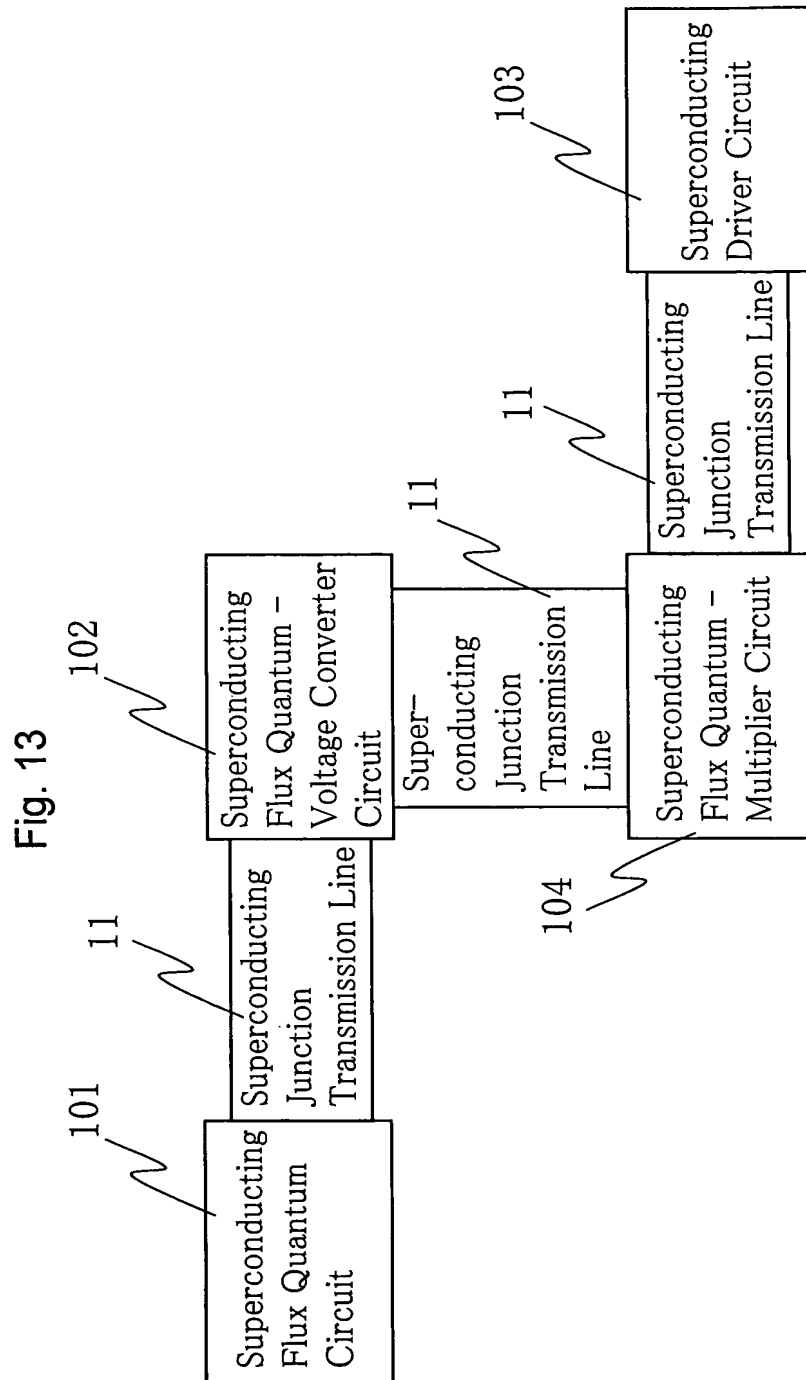 Fig. 13
101
Superconducting
Flux Quantum
Circuit
11
Superconducting
Junction
Transmission Line
102
Superconducting
Flux Quantum –
Voltage Converter
Circuit
11
Super–
conducting
Junction
Transmission
Line
104
Superconducting
Flux Quantum –
Multiplier Circuit
11
Superconducting
Junction
Transmission Line
103
Superconducting
Driver Circuit